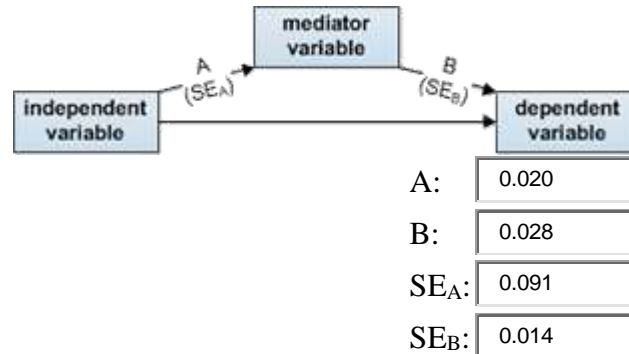 mediator
variable
A
(SEA)
B
(SEB)
independent
variable
dependent
variable
A: 0.020
B: 0.028
SEA: 0.091
SEB: 0.014